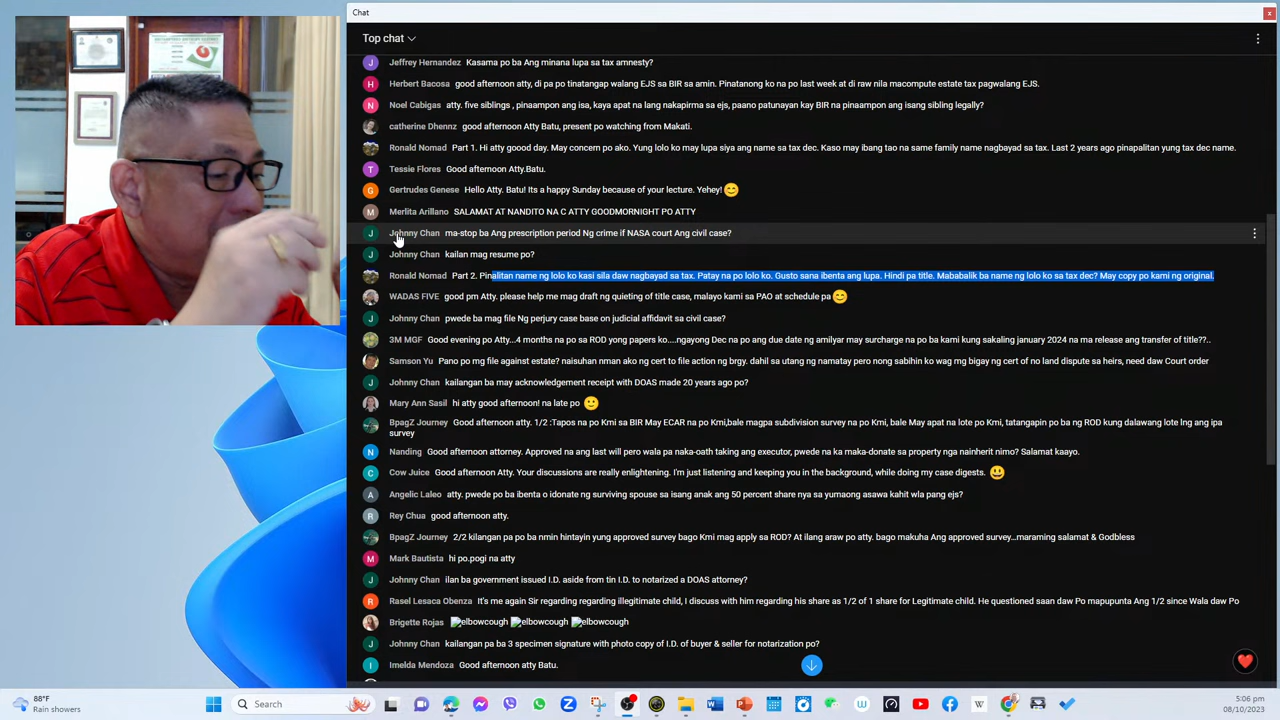 Chat
Top chat
Jeffrey Hernandez Kasama po ba Ang minana lupa sa tax amnesty?
H Herbert Bacosa good afternoon atty, di pa po tinatangap walang EJS sa BIR sa amin. Pinatanong ko na po last week at di raw nila macompute estate tax pagwalang EJS.
N Noel Cabigas atty. five siblings , pinaampon ang isa, kaya apat na lang nakapirma sa ejs, paano patunayan kay BIR na pinaampon ang isang sibling legally?
catherine Dhennz good afternoon Atty Batu, present po watching from Makati.
Ronald Nomad Part 1. Hi atty goood day. May concern po ako. Yung lolo ko may lupa siya ang name sa tax dec. Kaso may ibang tao na same family name nagbayad sa tax. Last 2 years ago pinapalitan yung tax dec name.
T Tessie Flores Good afternoon Atty.Batu.
G Gertrudes Genese Hello Atty. Batu! Its a happy Sunday because of your lecture. Yehey!😊
M Merlita Arillano SALAMAT AT NANDITO NA C ATTY GOODMORNIGHT PO ATTY
J Johnny Chan ma-stop ba Ang prescription period Ng crime if NASA court Ang civil case?
J Johnny Chan kailan mag resume po?
Ronald Nomad Part 2. Pinalitan name ng lolo ko kasi sila daw nagbayad sa tax. Patay na po lolo ko. Gusto sana ibenta ang lupa. Hindi pa title. Mababalik ba name ng lolo ko sa tax dec? May copy po kami ng original.
WADAS FIVE good pm Atty. please help me mag draft ng quieting of title case, malayo kami sa PAO at schedule pa😊
J Johnny Chan pwede ba mag file Ng perjury case base on judicial affidavit sa civil case?
3M MGF Good evening po Atty...4 months na po sa ROD yong papers ko....ngayong Dec na po ang due date ng amilyar may surcharge na po ba kami kung sakaling january 2024 na ma release ang transfer of title??..
Samson Yu Pano po mg file against estate? naisuhan nman ako ng cert to file action ng brgy. dahil sa utang ng namatay pero nong sabihin ko wag mg bigay ng cert of no land dispute sa heirs, need daw Court order
J Johnny Chan kailangan ba may acknowledgement receipt with DOAS made 20 years ago po?
Mary Ann Sasil hi atty good afternoon! na late po 🙂
BpagZ Journey Good afternoon atty. 1/2 :Tapos na po Kmi sa BIR May ECAR na po Kmi,bale magpa subdivision survey na po Kmi, bale May apat na lote po Kmi, tatangapin po ba ng ROD kung dalawang lote lng ang ipa
survey
N Nanding Good afternoon attorney. Approved na ang last will pero wala pa naka-oath taking ang executor, pwede na ka maka-donate sa property nga nainherit nimo? Salamat kaayo.
C Cow Juice Good afternoon Atty. Your discussions are really enlightening. I'm just listening and keeping you in the background, while doing my case digests. 😃
A Angelic Laleo atty. pwede po ba ibenta o idonate ng surviving spouse sa isang anak ang 50 percent share nya sa yumaong asawa kahit wla pang ejs?
R Rey Chua good afternoon atty.
BpagZ Journey 2/2 kilangan pa po ba nmin hintayin yung approved survey bago Kmi mag apply sa ROD? At ilang araw po atty. bago makuha Ang approved survey...maraming salamat & Godbless
M Mark Bautista hi po.pogi na atty
J Johnny Chan ilan ba government issued I.D. aside from tin I.D. to notarized a DOAS attorney?
R Rasel Lesaca Obenza It's me again Sir regarding regarding illegitimate child, I discuss with him regarding his share as 1/2 of 1 share for Legitimate child. He questioned saan daw Po mapupunta Ang 1/2 since Wala daw Po
Brigette Rojas elbowcough elbowcough elbowcough
J Johnny Chan kailangan pa ba 3 specimen signature with photo copy of I.D. of buyer & seller for notarization po?
I Imelda Mendoza Good afternoon atty Batu.
88°F
Rain showers
Search
5:06 pm
08/10/2023